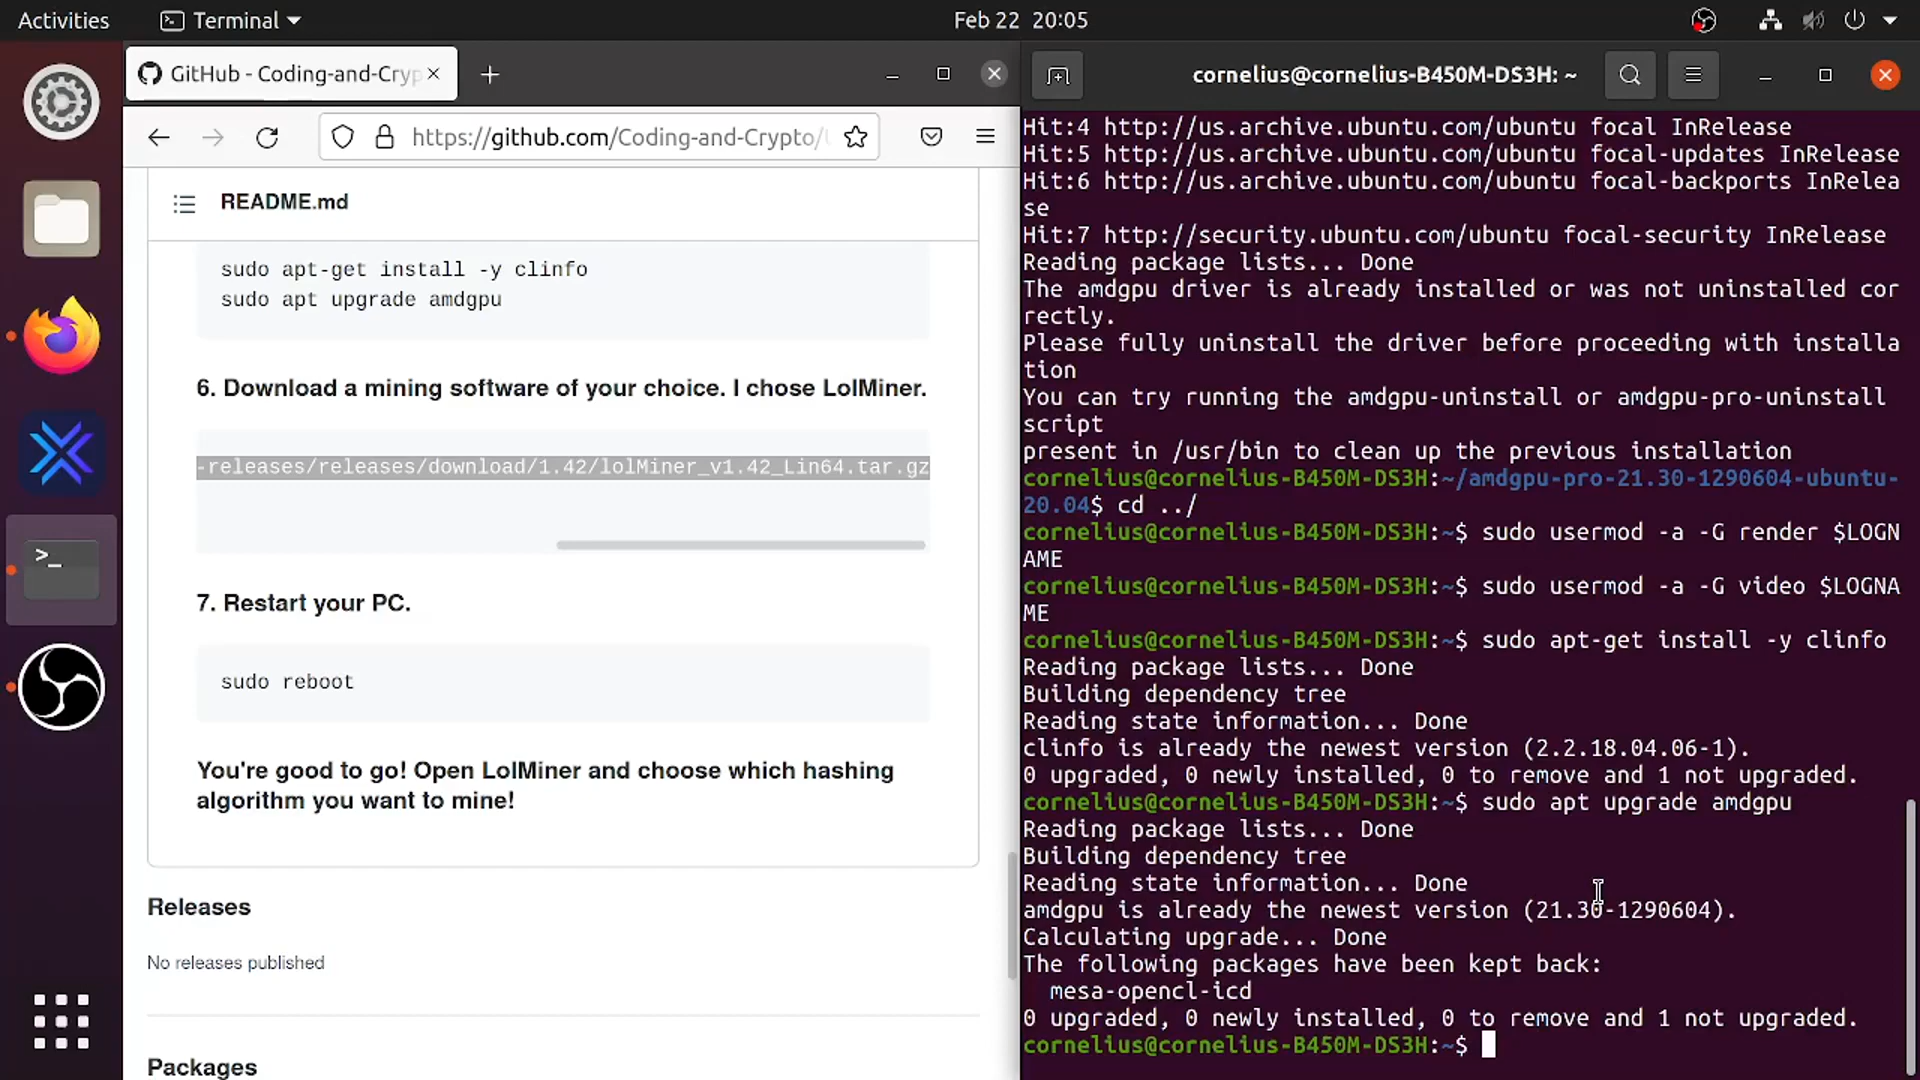 Activities
Terminal
Feb 22 20:05
GitHub - Coding-and-Cryp
https://github.com/Coding-and-Crypto/
README.md
sudo apt-get install -y clinfo
sudo apt upgrade amdgpu
6. Download a mining software of your choice. I chose LolMiner.
-releases/releases/download/1.42/lolMiner_v1.42_Lin64.tar.gz
7. Restart your PC.
sudo reboot
You're good to go! Open LolMiner and choose which hashing
algorithm you want to mine!
Releases
No releases published
Packages
cornelius@cornelius-B450M-DS3H: ~
Hit:4 http://us.archive.ubuntu.com/ubuntu focal InRelease
Hit:5 http://us.archive.ubuntu.com/ubuntu focal-updates InRelease
Hit:6 http://us.archive.ubuntu.com/ubuntu focal-backports InRelea
se
Hit:7 http://security.ubuntu.com/ubuntu focal-security InRelease
Reading package lists... Done
The amdgpu driver is already installed or was not uninstalled cor
rectly.
Please fully uninstall the driver before proceeding with installa
tion
You can try running the amdgpu-uninstall or amdgpu-pro-uninstall
script
present in /usr/bin to clean up the previous installation
cornelius@cornelius-B450M-DS3H:~/amdgpu-pro-21.30-1290604-ubuntu-
20.04$ cd ../
cornelius@cornelius-B450M-DS3H:~$ sudo usermod -a -G render $LOGN
AME
cornelius@cornelius-B450M-DS3H:~$ sudo usermod -a -G video $LOGNA
ME
cornelius@cornelius-B450M-DS3H:~$ sudo apt-get install -y clinfo
Reading package lists... Done
Building dependency tree
Reading state information... Done
clinfo is already the newest version (2.2.18.04.06-1).
0 upgraded, 0 newly installed, 0 to remove and 1 not upgraded.
cornelius@cornelius-B450M-DS3H:~$ sudo apt upgrade amdgpu
Reading package lists... Done
Building dependency tree
Reading state information... Done
amdgpu is already the newest version (21.30-1290604).
Calculating upgrade... Done
The following packages have been kept back:
mesa-opencl-icd
0 upgraded, 0 newly installed, 0 to remove and 1 not upgraded.
cornelius@cornelius-B450M-DS3H:~$